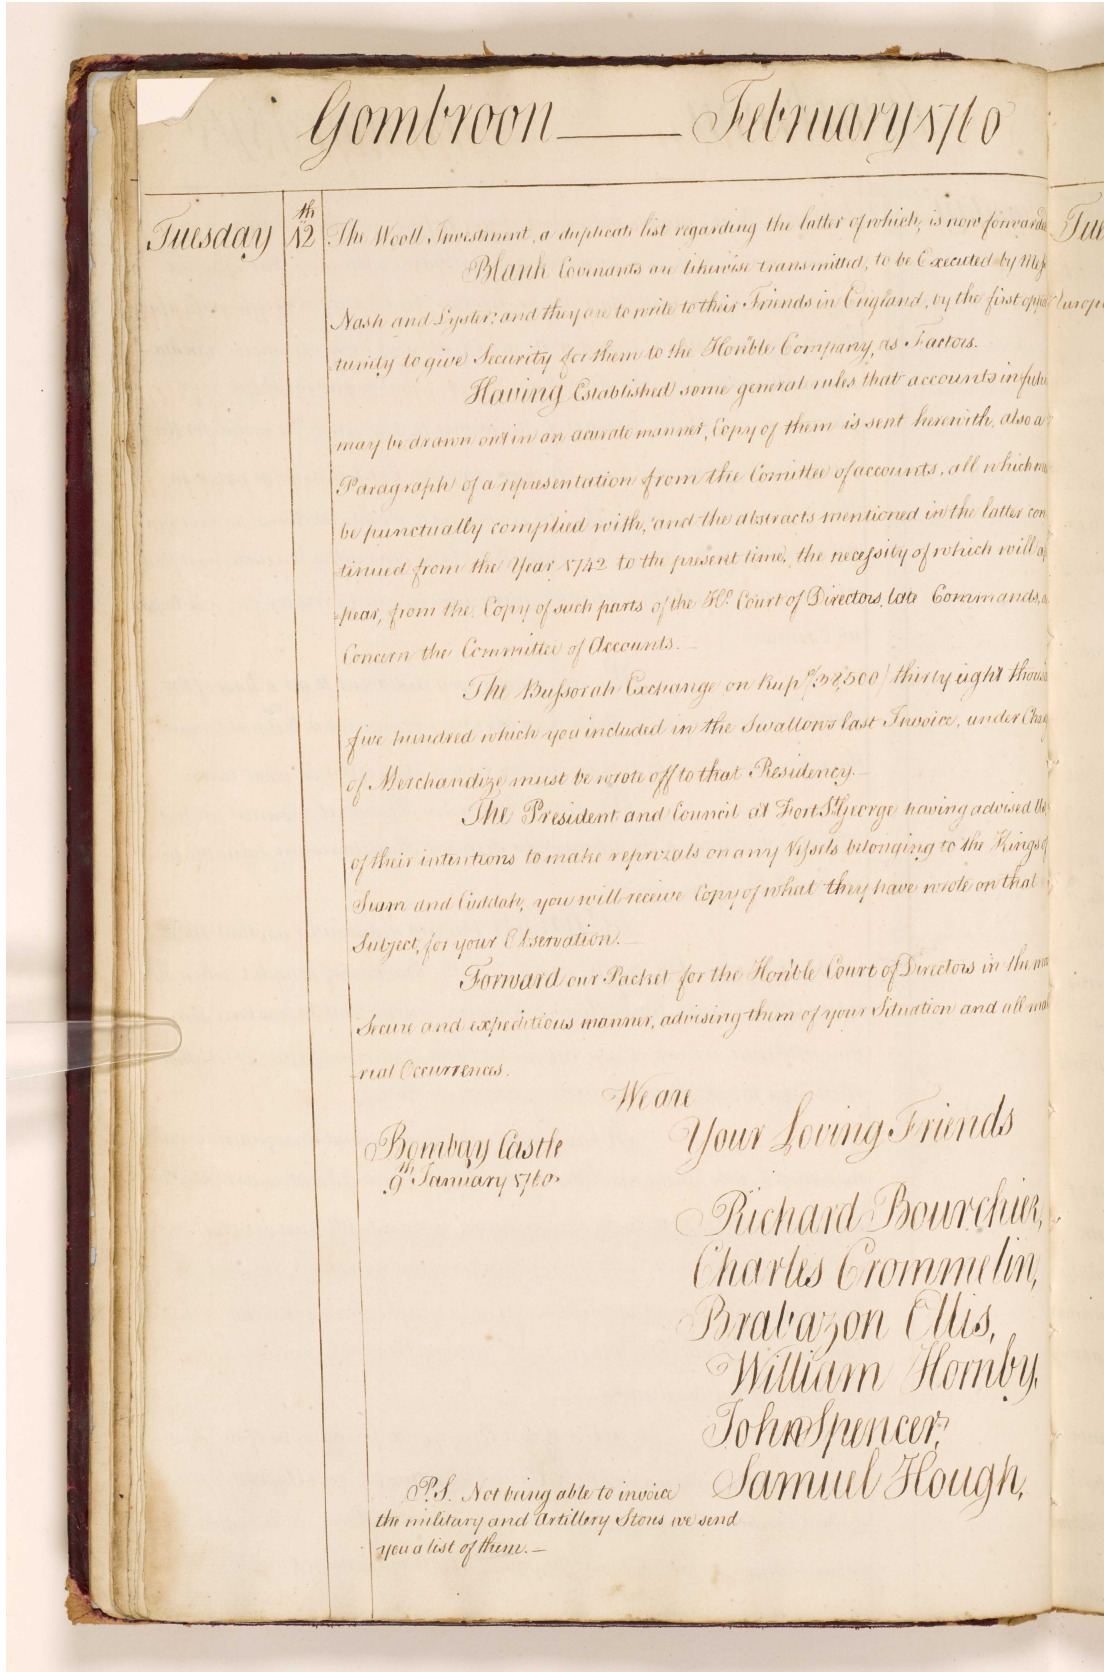 Gombroon —— February 1760
Tuesday 12th The Wooll Investment, a duplicate list regarding the latter of which, is now forwarde
Blank Covenants are likewise transmitted, to be Executed by Mess
Nash and Lyster; and they are to write to their Friends in England, by the first oppor
tunity to give Security for them to the Hon'ble Company, as Factors.
Having Established some general rules that accounts in futu
may be drawn out in an acurate manner, Copy of them is sent herewith, also a
Paragraph of a representation from the Comittee of accounts, all which mu
be punctually complied with, and the abstracts mentioned in the latter con
tinued from the Year 1742 to the present time, the necessity of which will ap
pear, from the Copy of such parts of the Hble Court of Directors, late Commands, as
Concern the Committee of Accounts.—
The Bussorah Exchange on Rups 38,500/ thirty eight thous
five hundred which you included in the Swallows last Invoice, under Charg
of Merchandize must be wrote off to that Residency.—
The President and Council at Fort St George having advised Us
of their intentions to make reprizals on any Vessels belonging to the Kings of
Siam and Quddah, you will receive Copy of what they have wrote on that
Subject, for your Observation.—
Forward our Packet for the Hon'ble Court of Directors in the mo
Secure and expeditious manner, advising them of your Situation and all mat
rial Occurrences.
We are
Your Loving Friends
Bombay Castle
9th January 1760.
Richard Bourchier,
Charles Crommelin,
Brabazon Ellis,
William Hornby,
John Spencer,
Samuel Hough,
P.S. Not being able to invoice
the military and Artillery Stores we send
you a list of them.—
Tue
Europe